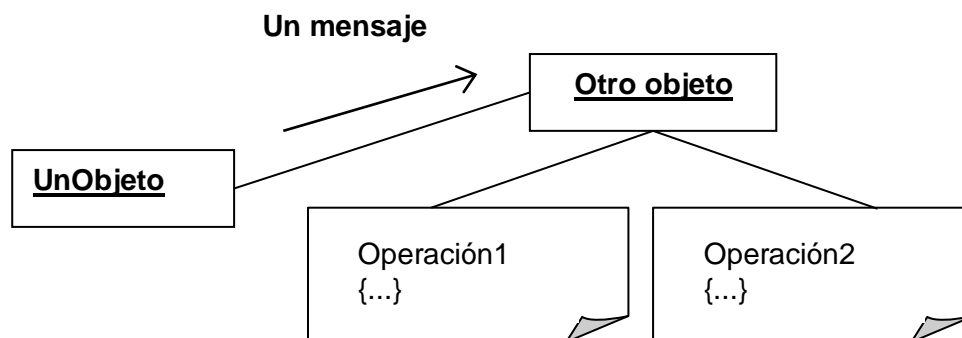 Un mensaje
Otro objeto
UnObjeto
Operación1
{...}
Operación2
{...}